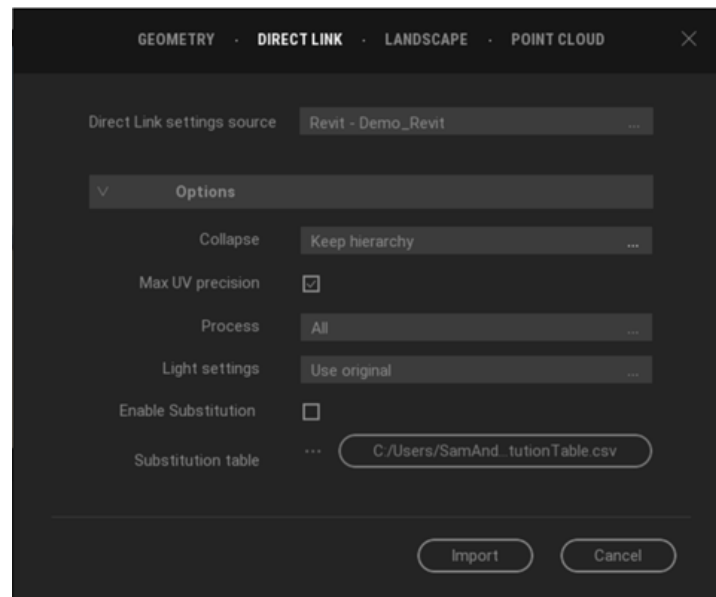 GEOMETRY · DIRECT LINK · LANDSCAPE · POINT CLOUD
Direct Link settings source Revit - Demo_Revit ...
Options
Collapse Keep hierarchy ...
Max UV precision
Process All ...
Light settings Use original ...
Enable Substitution
Substitution table ... C:/Users/SamAnd...tutionTable.csv
Import Cancel